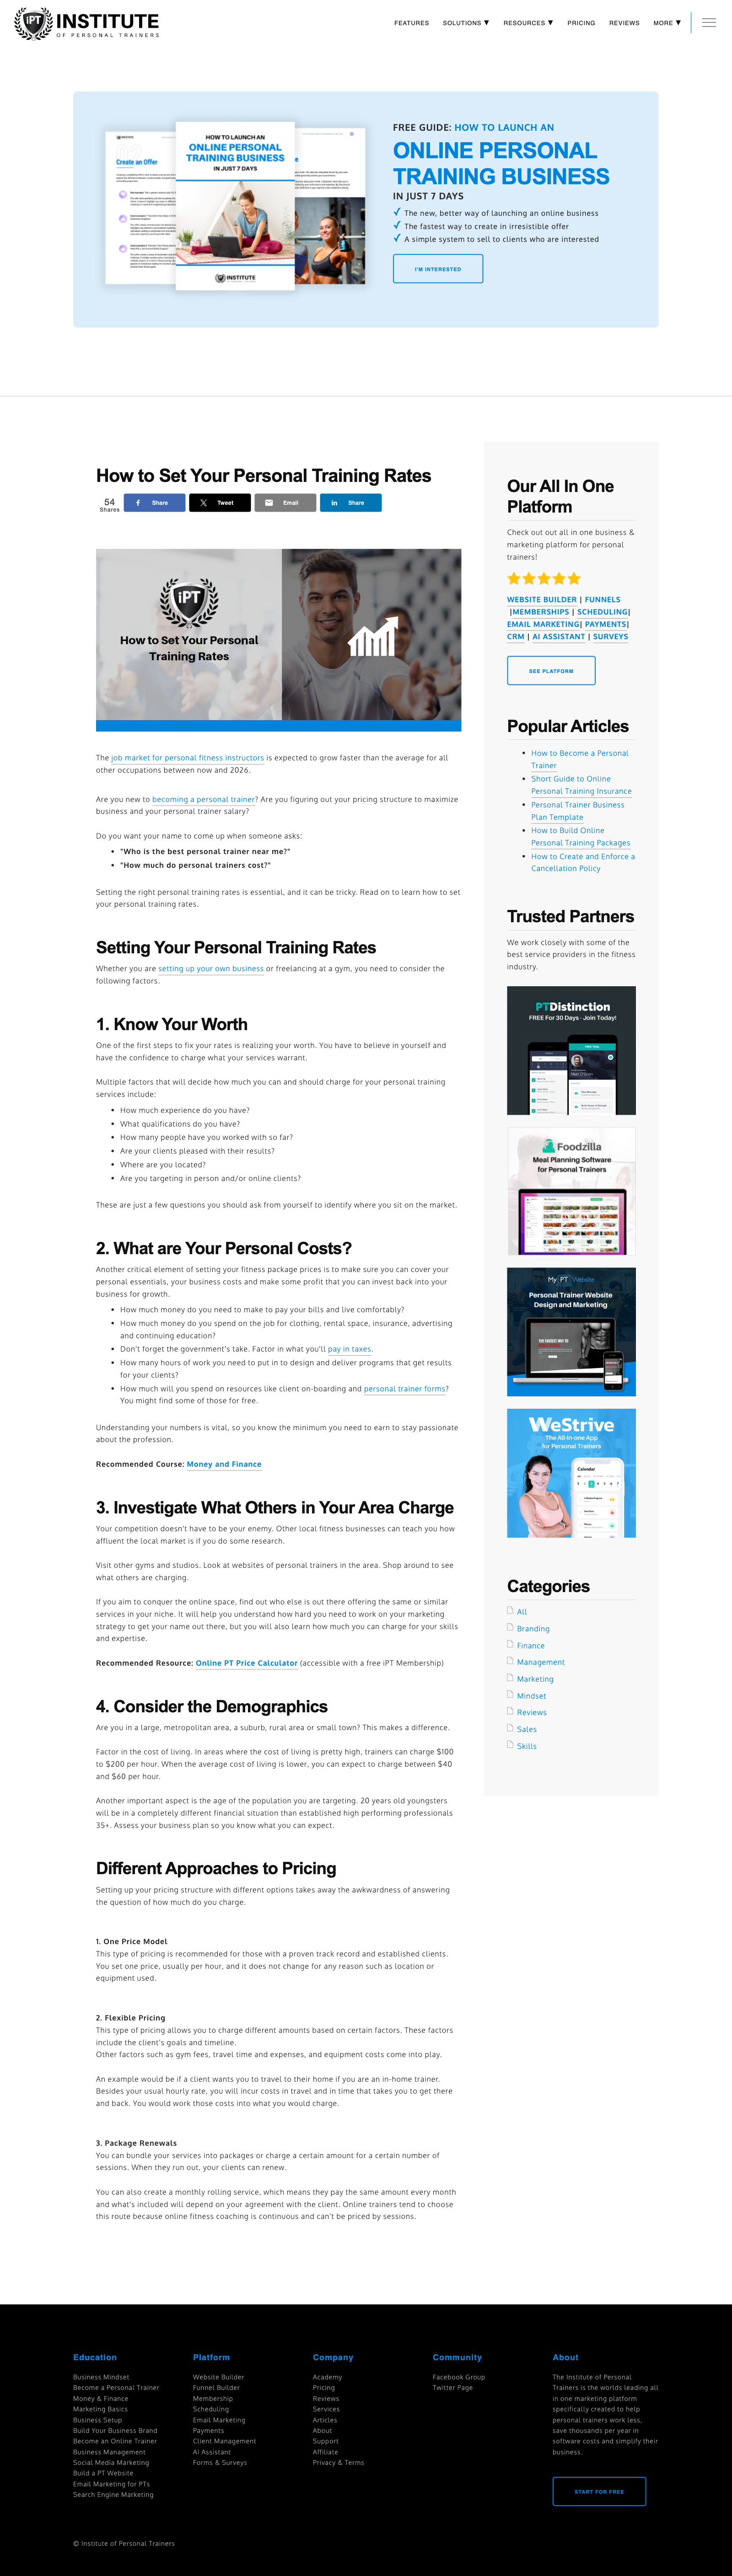 iPT INSTITUTE
OF PERSONAL TRAINERS
FEATURES SOLUTIONS ▼ RESOURCES ▼ PRICING REVIEWS MORE ▼
Create an Offer
HOW TO LAUNCH AN
ONLINE PERSONAL
TRAINING BUSINESS
IN JUST 7 DAYS
INSTITUTE
FREE GUIDE: HOW TO LAUNCH AN
ONLINE PERSONAL
TRAINING BUSINESS
IN JUST 7 DAYS
The new, better way of launching an online business
The fastest way to create in irresistible offer
A simple system to sell to clients who are interested
I'M INTERESTED
How to Set Your Personal Training Rates
54
Shares
Share
Tweet
Email
Share
iPT
How to Set Your Personal
Training Rates
The job market for personal fitness instructors is expected to grow faster than the average for all
other occupations between now and 2026.
Are you new to becoming a personal trainer? Are you figuring out your pricing structure to maximize
business and your personal trainer salary?
Do you want your name to come up when someone asks:
• "Who is the best personal trainer near me?"
• "How much do personal trainers cost?"
Setting the right personal training rates is essential, and it can be tricky. Read on to learn how to set
your personal training rates.
Setting Your Personal Training Rates
Whether you are setting up your own business or freelancing at a gym, you need to consider the
following factors.
1. Know Your Worth
One of the first steps to fix your rates is realizing your worth. You have to believe in yourself and
have the confidence to charge what your services warrant.
Multiple factors that will decide how much you can and should charge for your personal training
services include:
• How much experience do you have?
• What qualifications do you have?
• How many people have you worked with so far?
• Are your clients pleased with their results?
• Where are you located?
• Are you targeting in person and/or online clients?
These are just a few questions you should ask from yourself to identify where you sit on the market.
2. What are Your Personal Costs?
Another critical element of setting your fitness package prices is to make sure you can cover your
personal essentials, your business costs and make some profit that you can invest back into your
business for growth.
• How much money do you need to make to pay your bills and live comfortably?
• How much money do you spend on the job for clothing, rental space, insurance, advertising
and continuing education?
• Don't forget the government's take. Factor in what you'll pay in taxes.
• How many hours of work you need to put in to design and deliver programs that get results
for your clients?
• How much will you spend on resources like client on-boarding and personal trainer forms?
You might find some of those for free.
Understanding your numbers is vital, so you know the minimum you need to earn to stay passionate
about the profession.
Recommended Course: Money and Finance
3. Investigate What Others in Your Area Charge
Your competition doesn't have to be your enemy. Other local fitness businesses can teach you how
affluent the local market is if you do some research.
Visit other gyms and studios. Look at websites of personal trainers in the area. Shop around to see
what others are charging.
If you aim to conquer the online space, find out who else is out there offering the same or similar
services in your niche. It will help you understand how hard you need to work on your marketing
strategy to get your name out there, but you will also learn how much you can charge for your skills
and expertise.
Recommended Resource: Online PT Price Calculator (accessible with a free iPT Membership)
4. Consider the Demographics
Are you in a large, metropolitan area, a suburb, rural area or small town? This makes a difference.
Factor in the cost of living. In areas where the cost of living is pretty high, trainers can charge $100
to $200 per hour. When the average cost of living is lower, you can expect to charge between $40
and $60 per hour.
Another important aspect is the age of the population you are targeting. 20 years old youngsters
will be in a completely different financial situation than established high performing professionals
35+. Assess your business plan so you know what you can expect.
Different Approaches to Pricing
Setting up your pricing structure with different options takes away the awkwardness of answering
the question of how much do you charge.
1. One Price Model
This type of pricing is recommended for those with a proven track record and established clients.
You set one price, usually per hour, and it does not change for any reason such as location or
equipment used.
2. Flexible Pricing
This type of pricing allows you to charge different amounts based on certain factors. These factors
include the client's goals and timeline.
Other factors such as gym fees, travel time and expenses, and equipment costs come into play.
An example would be if a client wants you to travel to their home if you are an in-home trainer.
Besides your usual hourly rate, you will incur costs in travel and in time that takes you to get there
and back. You would work those costs into what you would charge.
3. Package Renewals
You can bundle your services into packages or charge a certain amount for a certain number of
sessions. When they run out, your clients can renew.
You can also create a monthly rolling service, which means they pay the same amount every month
and what's included will depend on your agreement with the client. Online trainers tend to choose
this route because online fitness coaching is continuous and can't be priced by sessions.
Our All In One
Platform
Check out out all in one business &
marketing platform for personal
trainers!
WEBSITE BUILDER | FUNNELS
|MEMBERSHIPS | SCHEDULING|
EMAIL MARKETING| PAYMENTS|
CRM | AI ASSISTANT | SURVEYS
SEE PLATFORM
Popular Articles
• How to Become a Personal
Trainer
• Short Guide to Online
Personal Training Insurance
• Personal Trainer Business
Plan Template
• How to Build Online
Personal Training Packages
• How to Create and Enforce a
Cancellation Policy
Trusted Partners
We work closely with some of the
best service providers in the fitness
industry.
PTDistinction
FREE For 30 Days - Join Today!
Foodzilla
Meal Planning Software
for Personal Trainers
My PT Website
Personal Trainer Website
Design and Marketing
WeStrive
The All-in-one App
for Personal Trainers
Calendar
Categories
All
Branding
Finance
Management
Marketing
Mindset
Reviews
Sales
Skills
Education
Business Mindset
Become a Personal Trainer
Money & Finance
Marketing Basics
Business Setup
Build Your Business Brand
Become an Online Trainer
Business Management
Social Media Marketing
Build a PT Website
Email Marketing for PTs
Search Engine Marketing
Platform
Website Builder
Funnel Builder
Membership
Scheduling
Email Marketing
Payments
Client Management
AI Assistant
Forms & Surveys
Company
Academy
Pricing
Reviews
Services
Articles
About
Support
Affiliate
Privacy & Terms
Community
Facebook Group
Twitter Page
About
The Institute of Personal
Trainers is the worlds leading all
in one marketing platform
specifically created to help
personal trainers work less,
save thousands per year in
software costs and simplify their
business.
START FOR FREE
© Institute of Personal Trainers